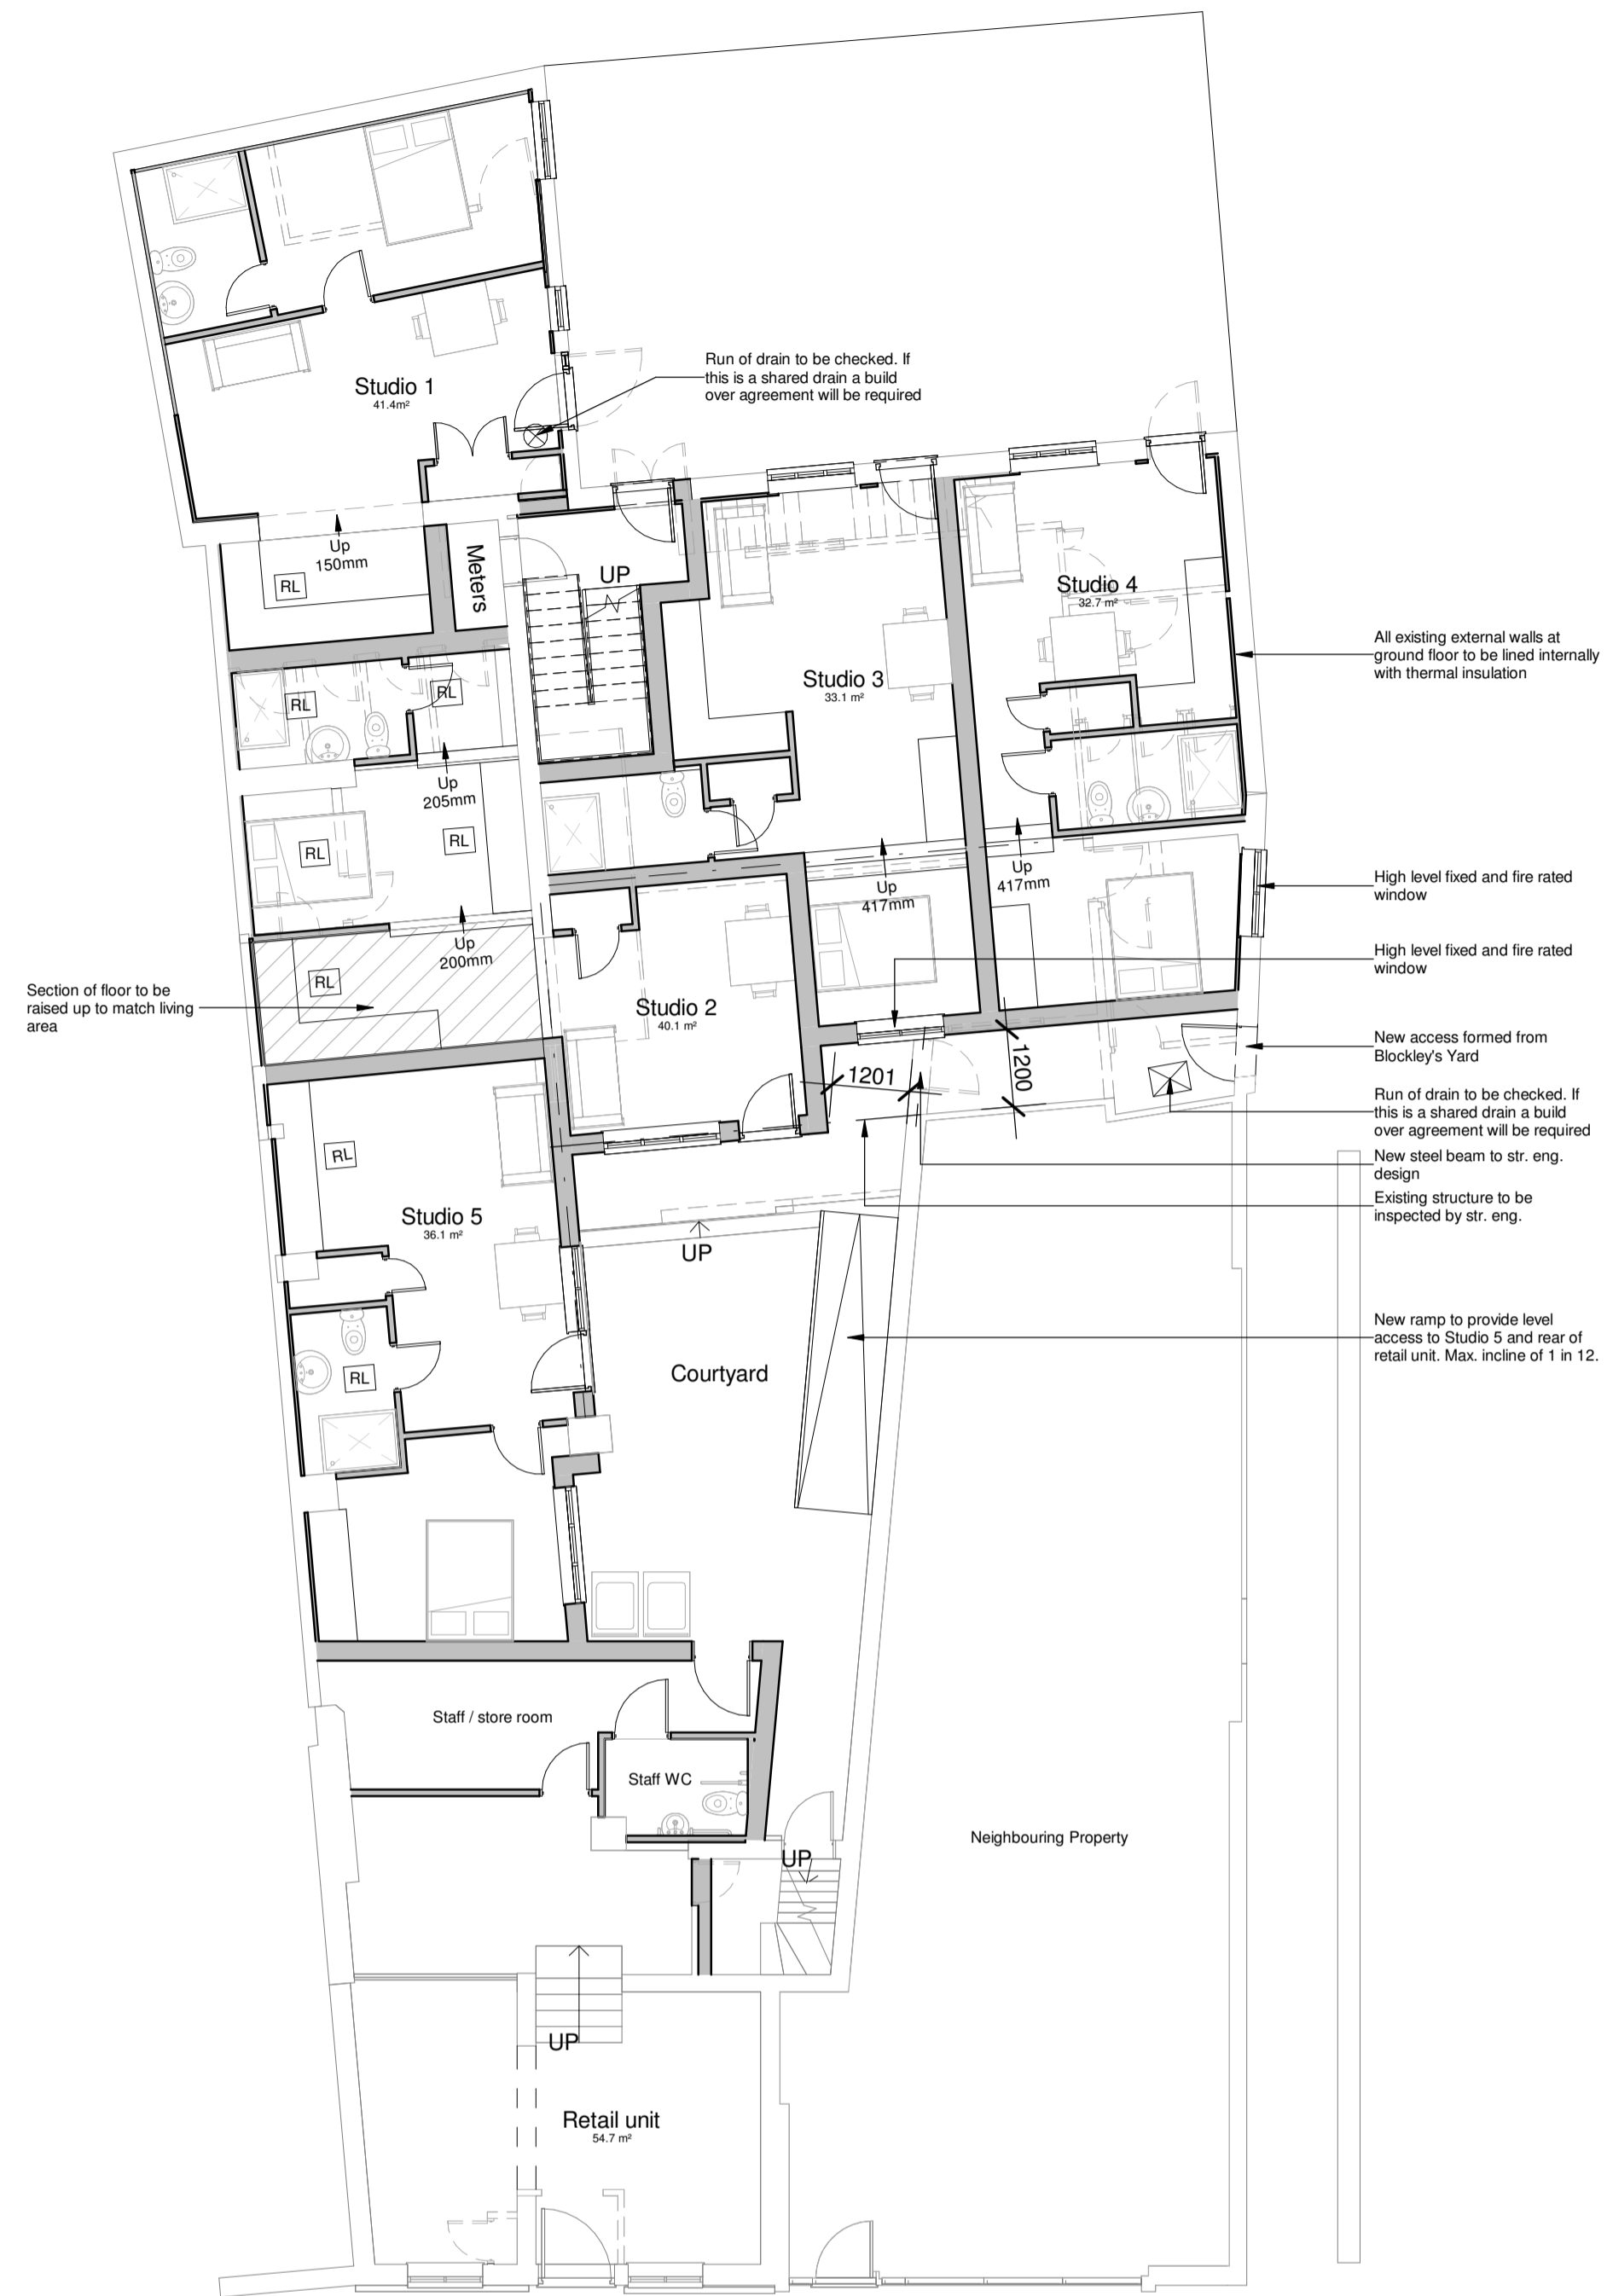 Run of drain to be checked. If
this is a shared drain a build
over agreement will be required
Studio 1
41.4m²
Up
150mm
RL
Meters
UP
Studio 4
32.7 m²
All existing external walls at
ground floor to be lined internally
with thermal insulation
Studio 3
33.1 m²
RL
RL
Up
205mm
RL
RL
Up
417mm
Up
417mm
High level fixed and fire rated
window
Up
200mm
High level fixed and fire rated
window
RL
Section of floor to be
raised up to match living
area
Studio 2
40.1 m²
New access formed from
Blockley's Yard
1201
1200
Run of drain to be checked. If
this is a shared drain a build
over agreement will be required
New steel beam to str. eng.
design
Existing structure to be
inspected by str. eng.
RL
Studio 5
36.1 m²
UP
New ramp to provide level
access to Studio 5 and rear of
retail unit. Max. incline of 1 in 12.
Courtyard
RL
Staff / store room
Staff WC
Neighbouring Property
UP
UP
Retail unit
54.7 m²